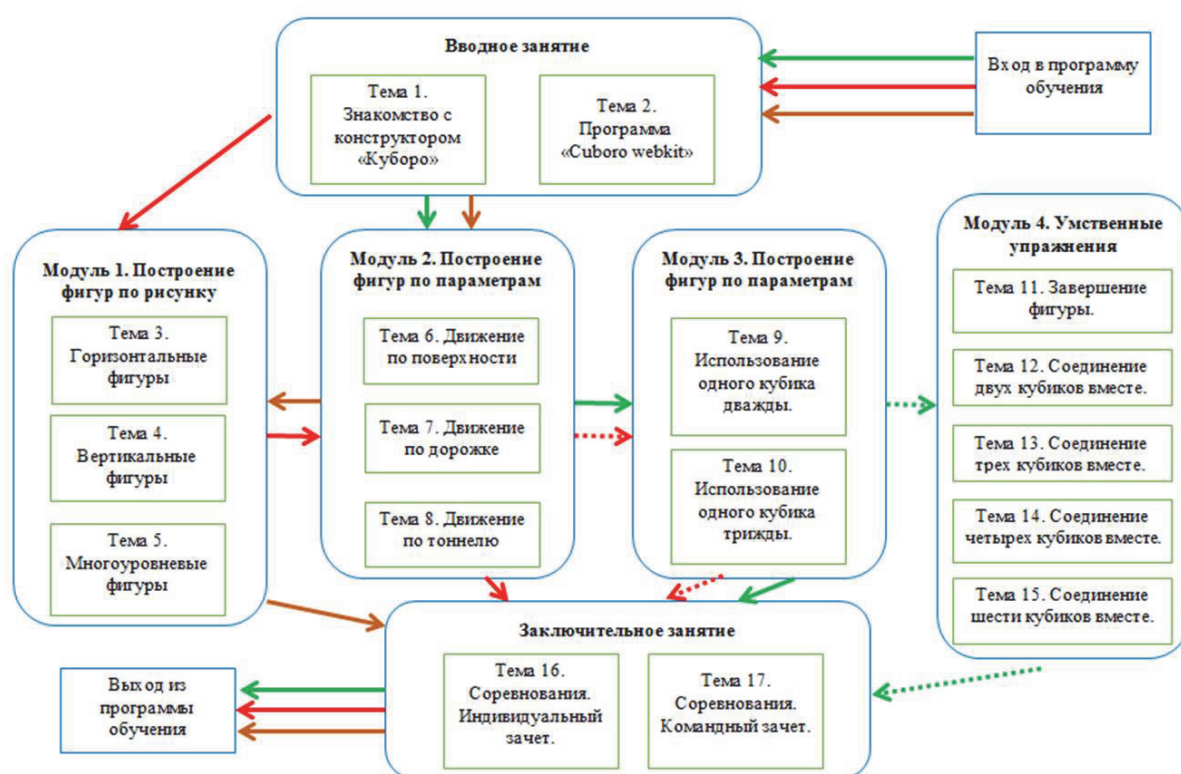 Вводное занятие
Тема 1.
Знакомство с
конструктором
«Куборо»
Тема 2.
Программа
«Cuboro webkit»
Вход в программу
обучения
Модуль 1. Построение
фигур по рисунку
Тема 3.
Горизонтальные
фигуры
Тема 4.
Вертикальные
фигуры
Тема 5.
Многоуровневые
фигуры
Модуль 2. Построение
фигур по параметрам
Тема 6. Движение
по поверхности
Тема 7. Движение
по дорожке
Тема 8. Движение
по тоннелю
Модуль 3. Построение
фигур по параметрам
Тема 9.
Использование
одного кубика
дважды.
Тема 10.
Использование
одного кубика
трижды.
Модуль 4. Умственные
упражнения
Тема 11. Завершение
фигуры.
Тема 12. Соединение
двух кубиков вместе.
Тема 13. Соединение
трех кубиков вместе.
Тема 14. Соединение
четырех кубиков вместе.
Тема 15. Соединение
шести кубиков вместе.
Заключительное занятие
Тема 16.
Соревнования.
Индивидуальный
зачет.
Тема 17.
Соревнования.
Командный зачет.
Выход из
программы
обучения